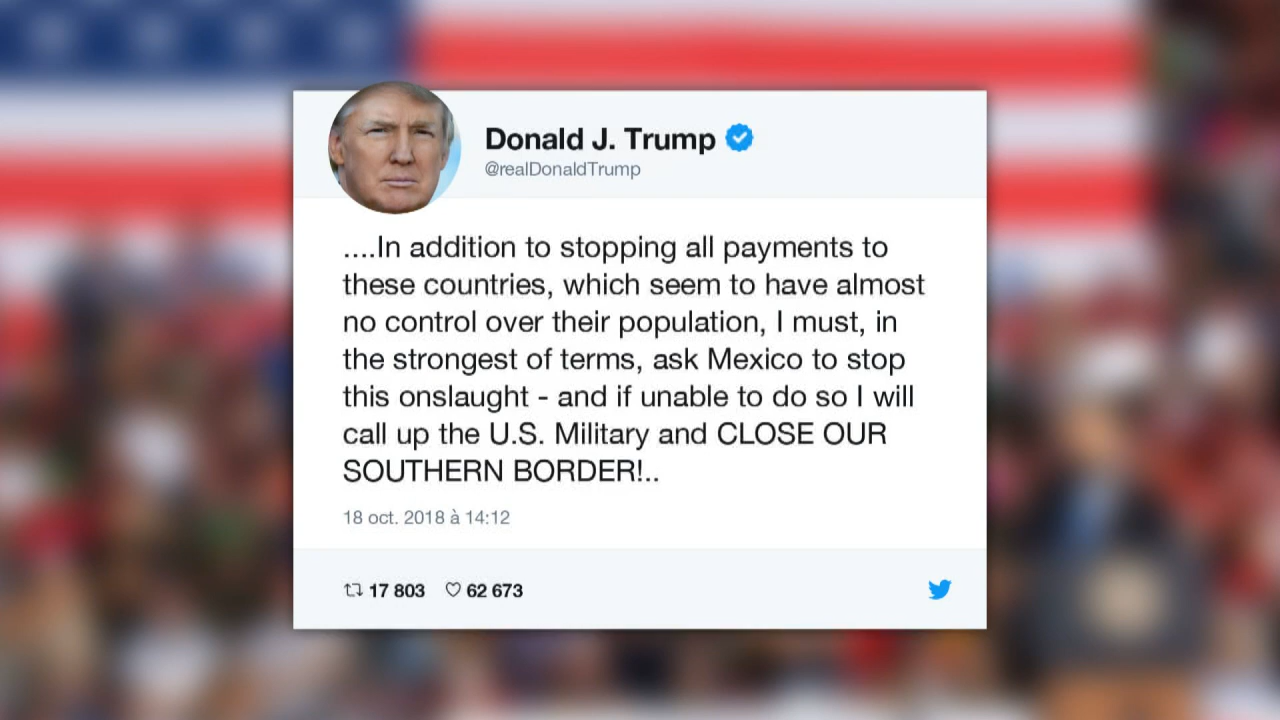 Donald J. Trump
@realDonaldTrump
....In addition to stopping all payments to
these countries, which seem to have almost
no control over their population, I must, in
the strongest of terms, ask Mexico to stop
this onslaught - and if unable to do so I will
call up the U.S. Military and CLOSE OUR
SOUTHERN BORDER!..
18 oct. 2018 à 14:12
17 803 62 673